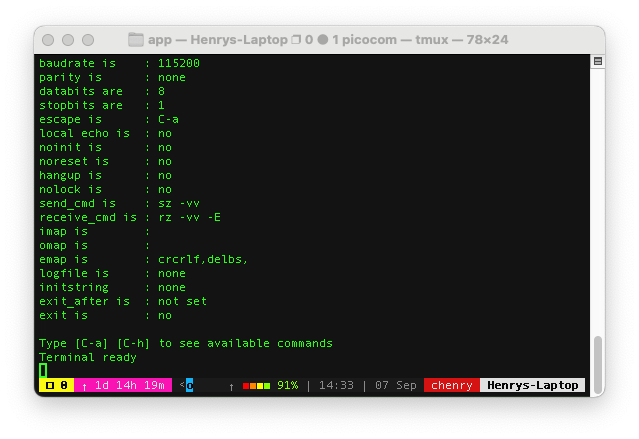 app — Henrys-Laptop ❐ 0 ● 1 picocom — tmux — 78×24
baudrate is    : 115200
parity is      : none
databits are   : 8
stopbits are   : 1
escape is      : C-a
local echo is  : no
noinit is      : no
noreset is     : no
hangup is      : no
nolock is      : no
send_cmd is    : sz -vv
receive_cmd is : rz -vv -E
imap is        :
omap is        :
emap is        : crcrlf,delbs,
logfile is     : none
initstring     : none
exit_after is  : not set
exit is        : no
Type [C-a] [C-h] to see available commands
Terminal ready
❐ 0 ↑ 1d 14h 19m <o ↑ 91% | 14:33 | 07 Sep chenry Henrys-Laptop